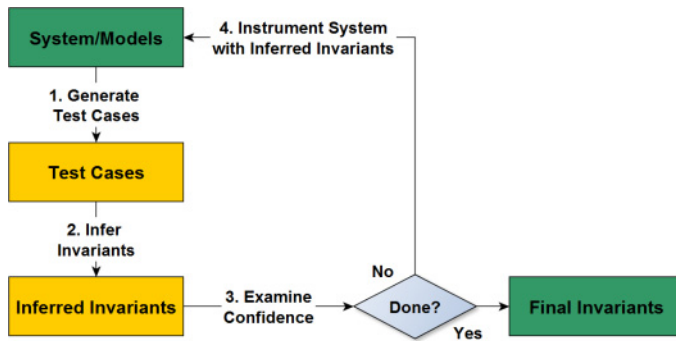 System/Models
4. Instrument System
with Inferred Invariants
1. Generate
Test Cases
Test Cases
2. Infer
Invariants
No
Inferred Invariants
3. Examine
Confidence
Done?
Yes
Final Invariants